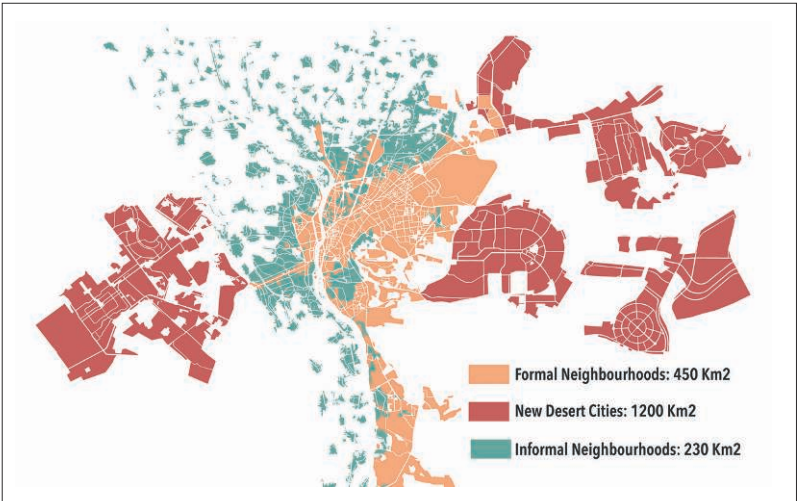 Formal Neighbourhoods: 450 Km2
New Desert Cities: 1200 Km2
Informal Neighbourhoods: 230 Km2